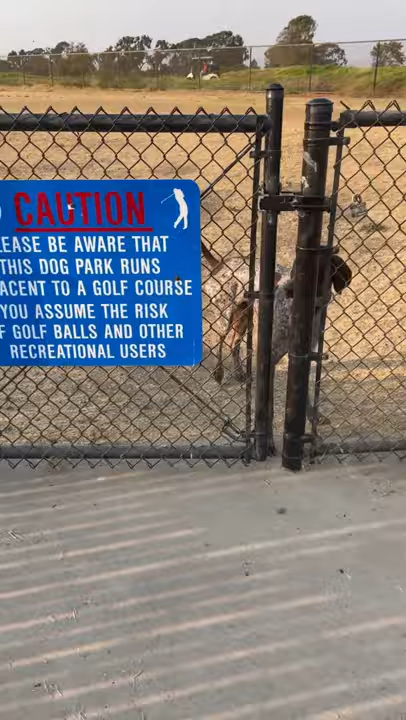 CAUTION
LEASE BE AWARE THAT
THIS DOG PARK RUNS
ACENT TO A GOLF COURSE
YOU ASSUME THE RISK
F GOLF BALLS AND OTHER
RECREATIONAL USERS